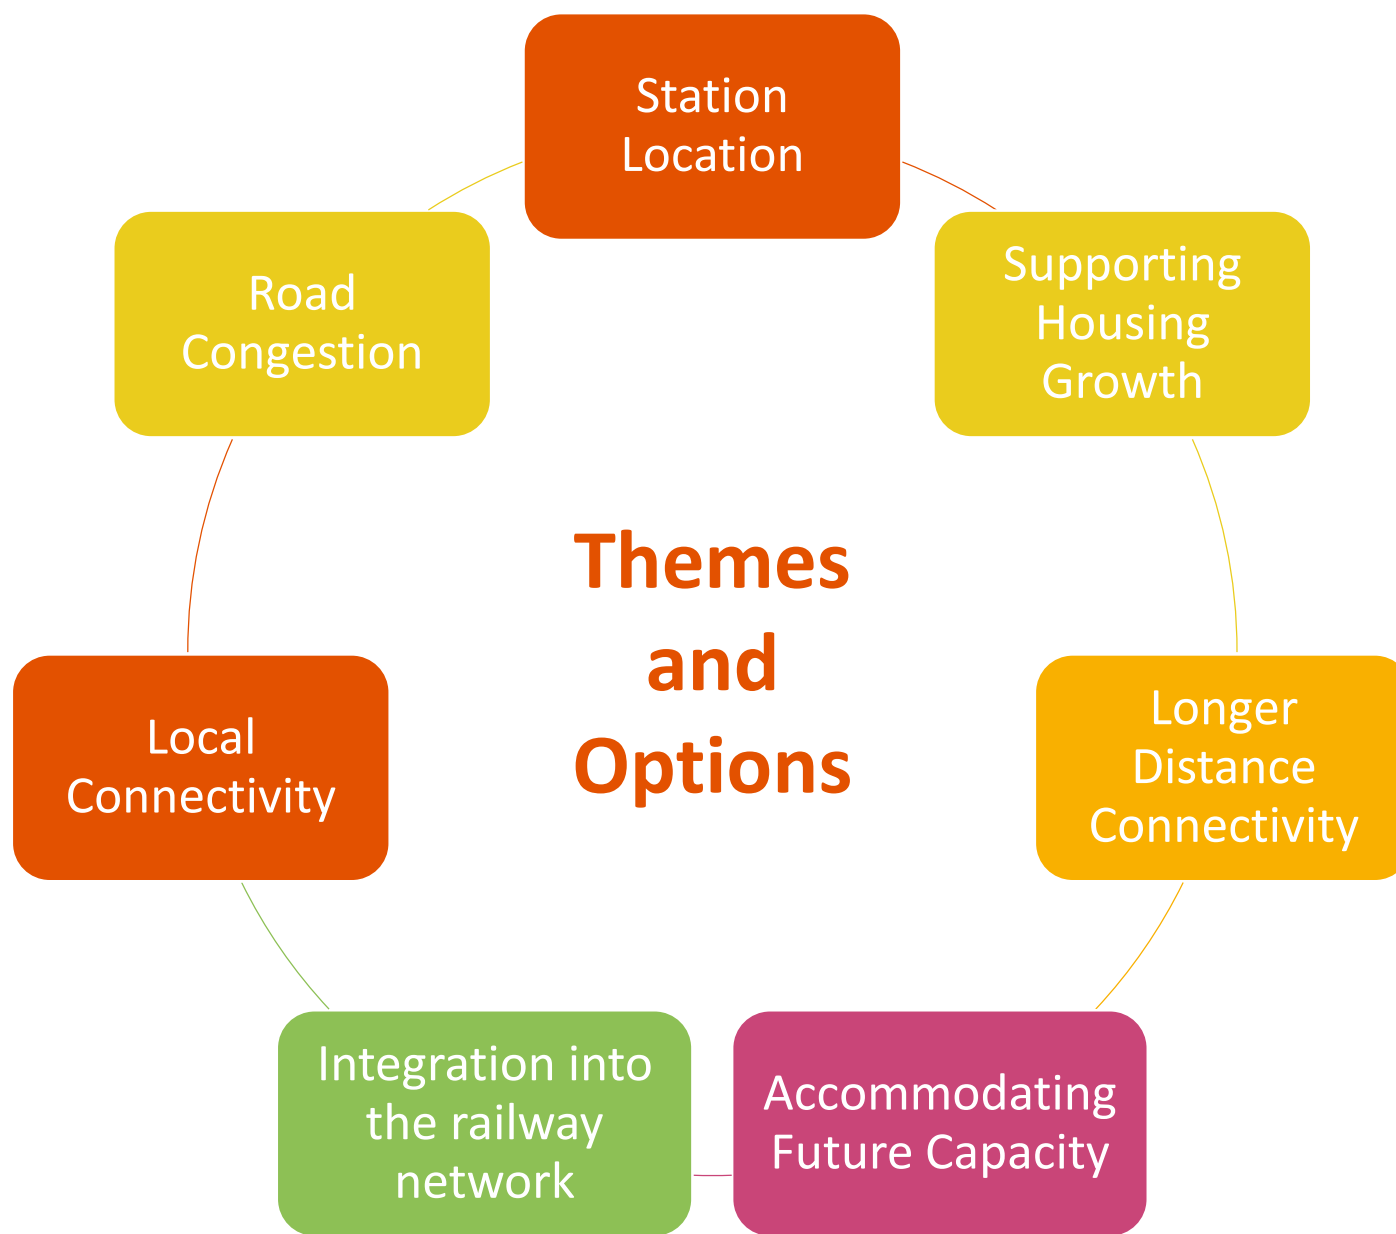 Station
Location
Supporting
Housing
Growth
Longer
Distance
Connectivity
Accommodating
Future Capacity
Integration into
the railway
network
Local
Connectivity
Road
Congestion
Themes
and
Options